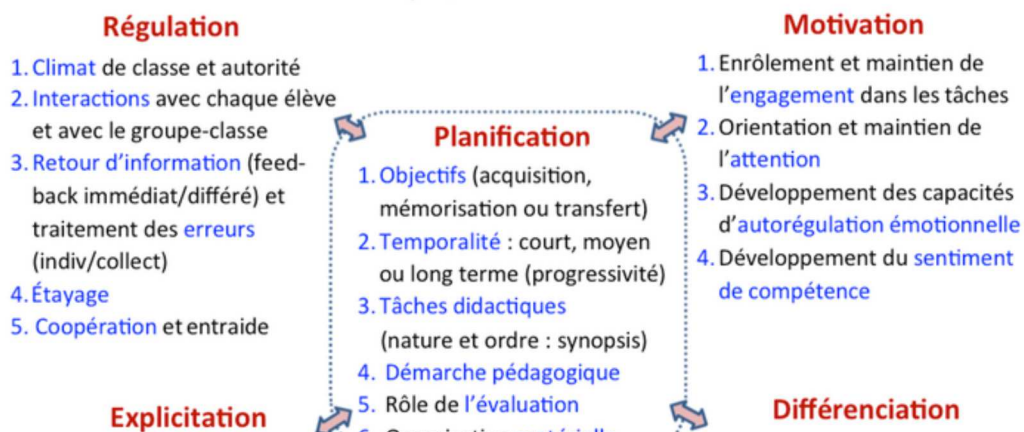 Régulation
1. Climat de classe et autorité
2. Interactions avec chaque élève
et avec le groupe-classe
3. Retour d'information (feed-
back immédiat/différé) et
traitement des erreurs
(indiv/collect)
4. Étayage
5. Coopération et entraide
Planification
1. Objectifs (acquisition,
mémorisation ou transfert)
2. Temporalité : court, moyen
ou long terme (progressivité)
3. Tâches didactiques
(nature et ordre : synopsis)
4. Démarche pédagogique
5. Rôle de l'évaluation
Motivation
1. Enrôlement et maintien de
l'engagement dans les tâches
2. Orientation et maintien de
l'attention
3. Développement des capacités
d'autorégulation émotionnelle
4. Développement du sentiment
de compétence
Explicitation
Différenciation